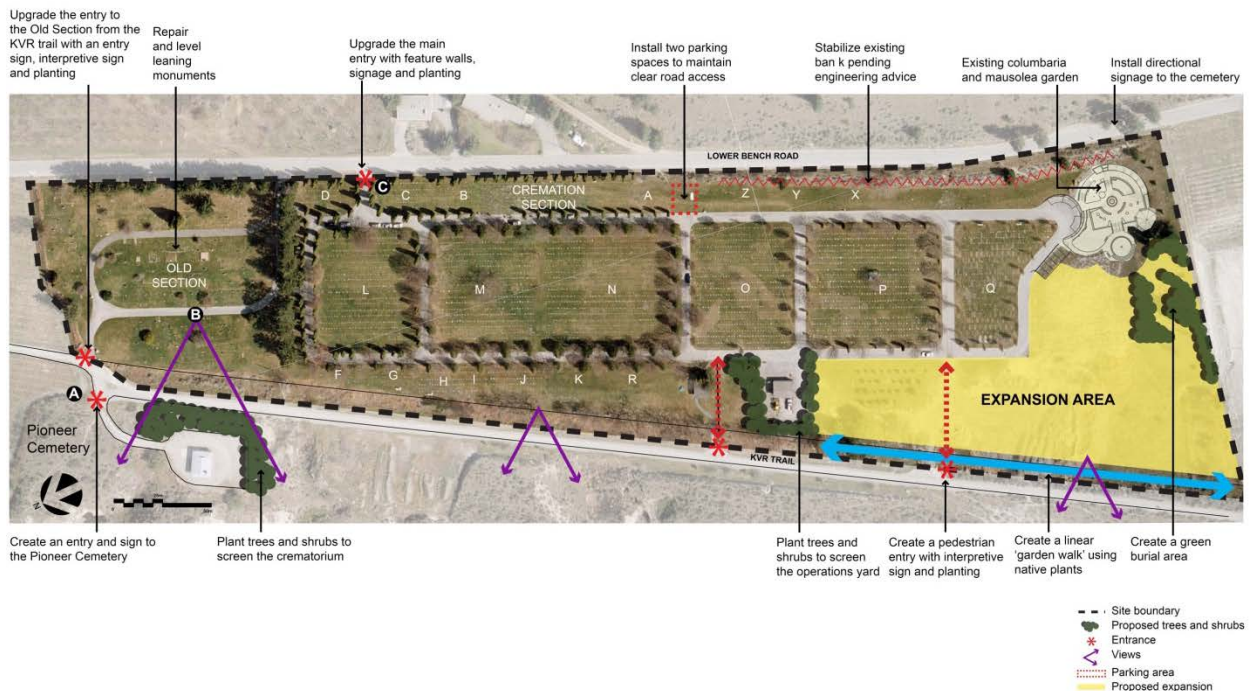 Upgrade the entry to
the Old Section from the
KVR trail with an entry
sign, interpretive sign
and planting
Repair
and level
leaning
monuments
Upgrade the main
entry with feature walls,
signage and planting
Install two parking
spaces to maintain
clear road access
Stabilize existing
ban k pending
engineering advice
Existing columbaria
and mausolea garden
Install directional
signage to the cemetery
LOWER BENCH ROAD
D
C
C
B
CREMATION
SECTION
A
Z
Y
X
OLD
SECTION
L
M
N
O
P
Q
B
F
G
H
I
J
K
R
EXPANSION AREA
A
Pioneer
Cemetery
KVR TRAIL
N
Create an entry and sign to
the Pioneer Cemetery
Plant trees and shrubs to
screen the crematorium
Plant trees and
shrubs to screen
the operations yard
Create a pedestrian
entry with interpretive
sign and planting
Create a linear
'garden walk' using
native plants
Create a green
burial area
Site boundary
Proposed trees and shrubs
Entrance
Views
Parking area
Proposed expansion